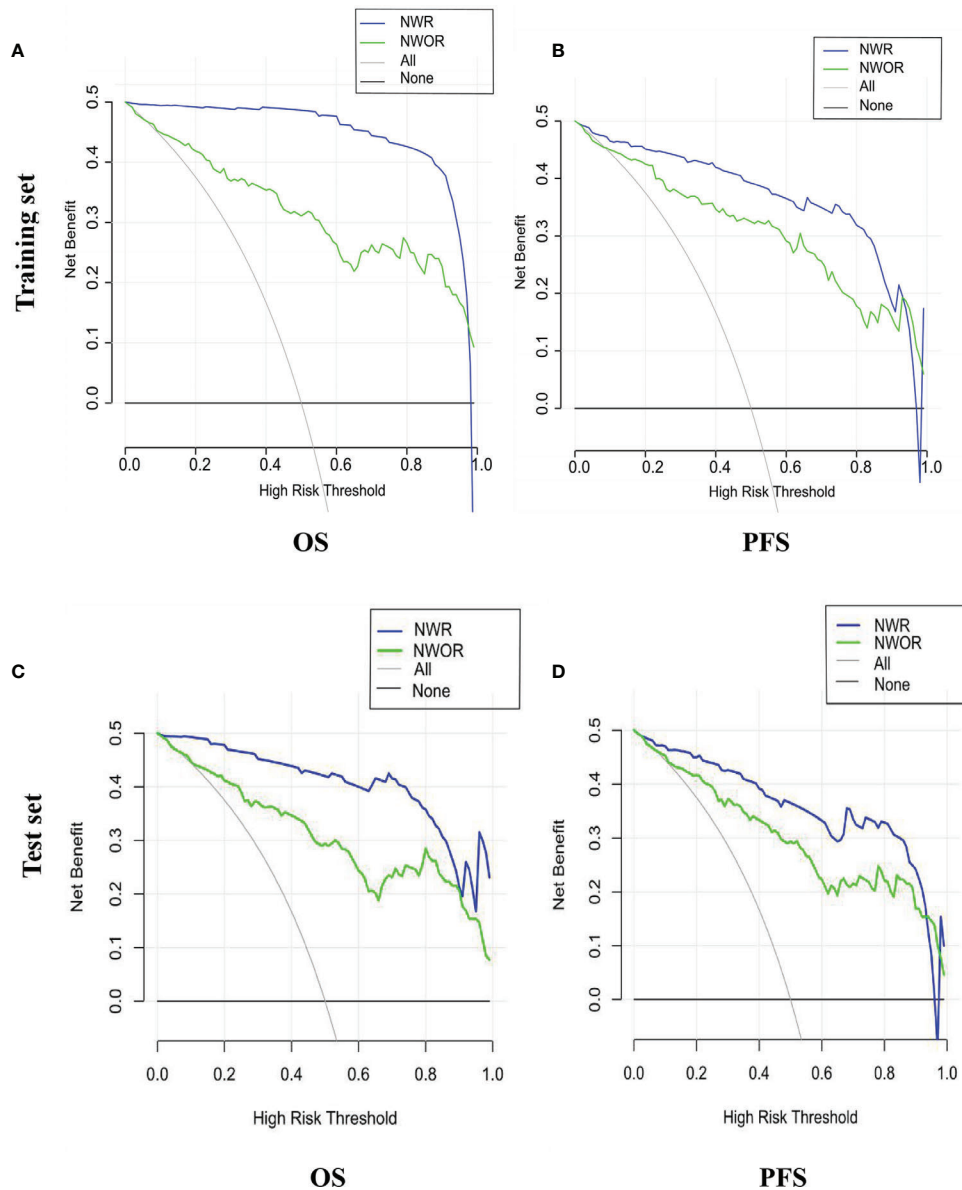 A
NWR
NWOR
All
None
Training set
Net Benefit
0.5
0.4
0.3
0.2
0.1
0.0
0.0 0.2 0.4 0.6 0.8 1.0
High Risk Threshold
OS
B
NWR
NWOR
All
None
Net Benefit
0.5
0.4
0.3
0.2
0.1
0.0
0.0 0.2 0.4 0.6 0.8 1.0
High Risk Threshold
PFS
C
NWR
NWOR
All
None
Test set
Net Benefit
0.5
0.4
0.3
0.2
0.1
0.0
0.0 0.2 0.4 0.6 0.8 1.0
High Risk Threshold
OS
D
NWR
NWOR
All
None
Net Benefit
0.5
0.4
0.3
0.2
0.1
0.0
0.0 0.2 0.4 0.6 0.8 1.0
High Risk Threshold
PFS